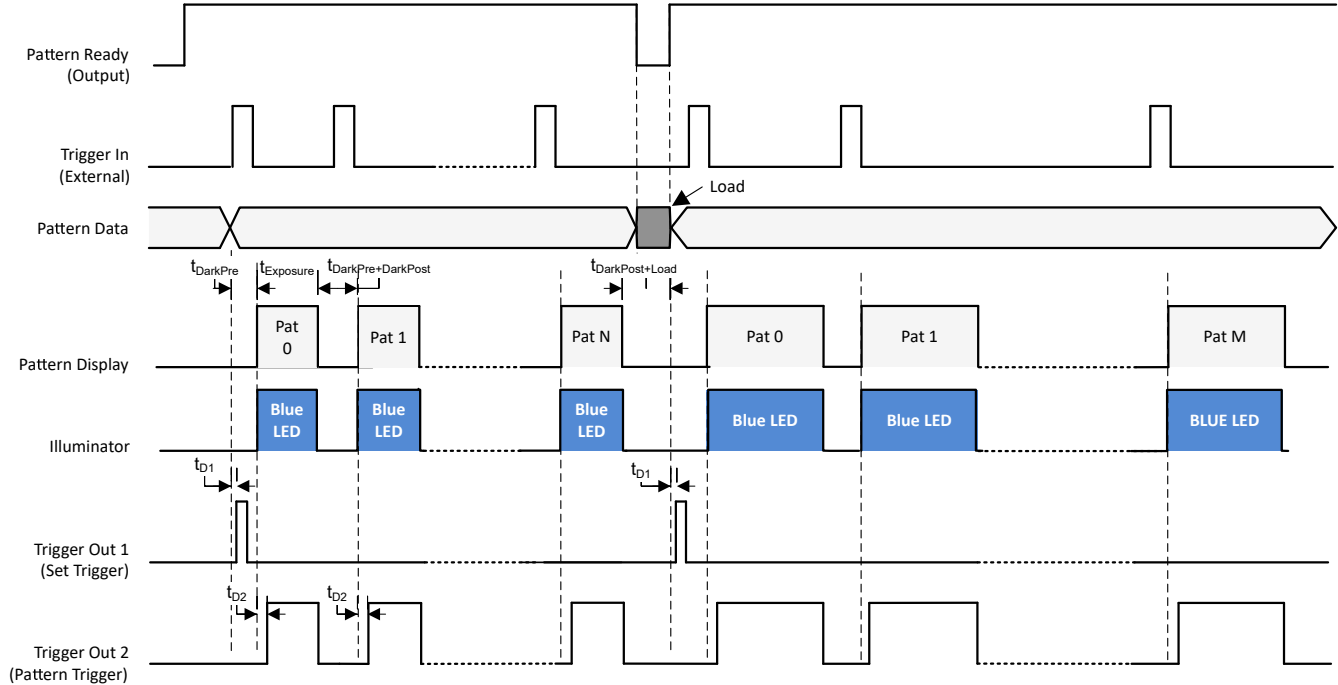 Pattern Ready
(Output)
Trigger In
(External)
Load
Pattern Data
tDarkPre
tExposure
tDarkPre+DarkPost
tDarkPost+Load
Pat
0
Pat 1
Pat N
Pat 0
Pat 1
Pat M
Pattern Display
Blue
LED
Blue
LED
Blue
LED
Blue LED
Blue LED
BLUE LED
Illuminator
tD1
tD1
Trigger Out 1
(Set Trigger)
tD2
tD2
Trigger Out 2
(Pattern Trigger)